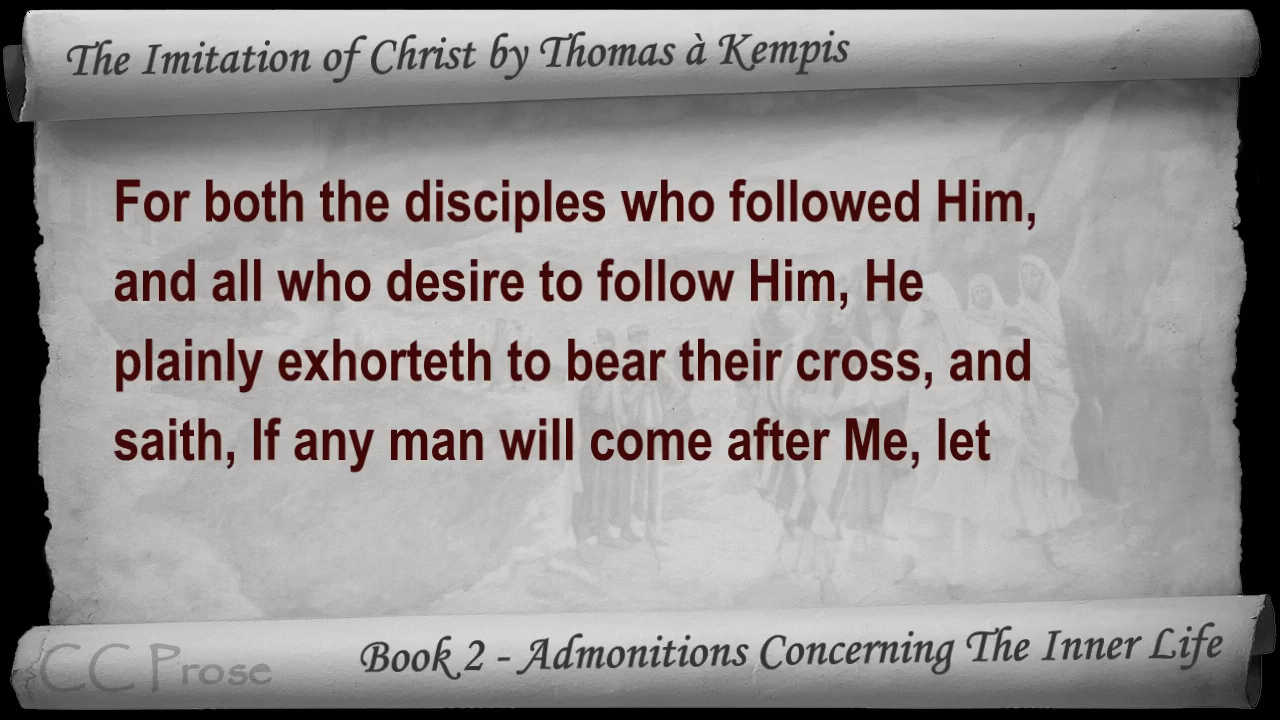 The Imitation of Christ by Thomas à Kempis
For both the disciples who followed Him,
and all who desire to follow Him, He
plainly exhorteth to bear their cross, and
saith, If any man will come after Me, let
CC Prose
Book 2 - Admonitions Concerning The Inner Life